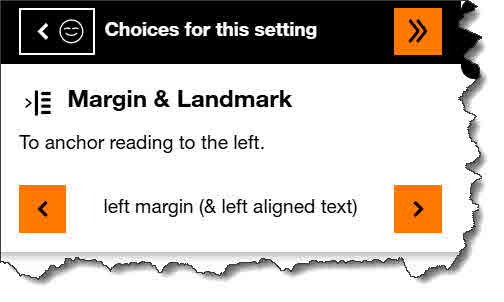 Choices for this setting
Margin & Landmark
To anchor reading to the left.
left margin (& left aligned text)